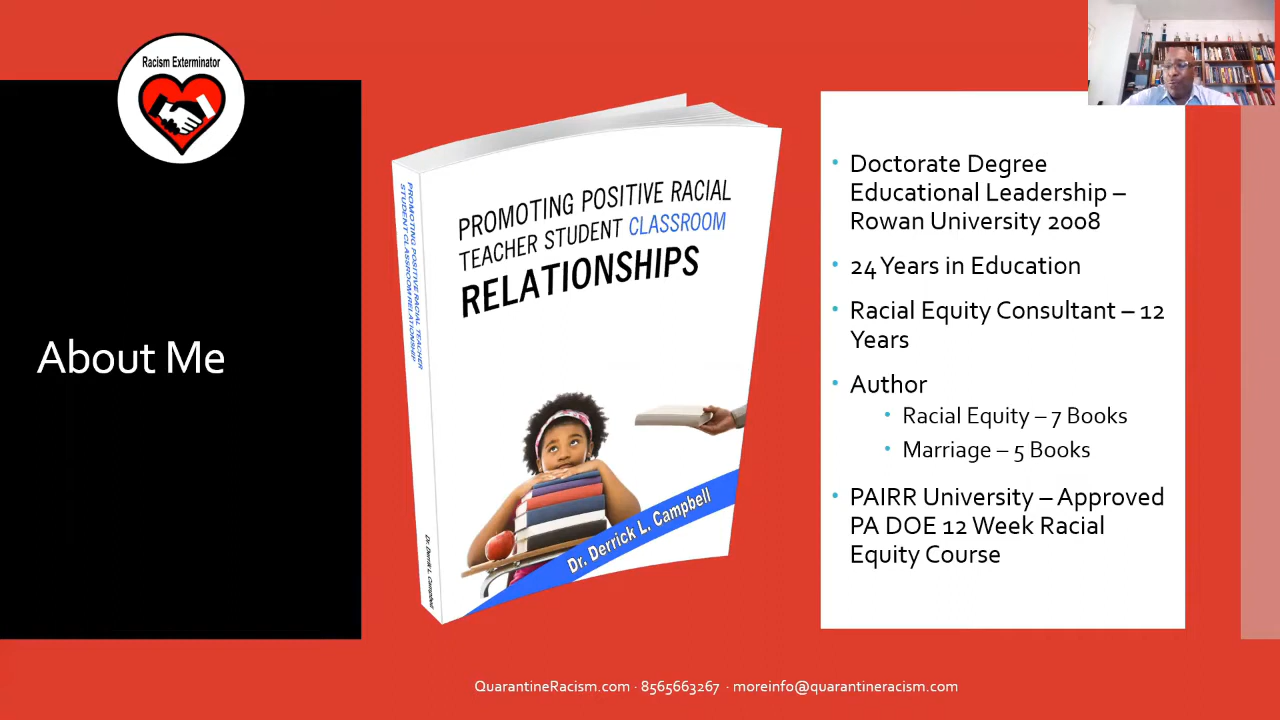 Racism Exterminator
About Me
PROMOTING POSITIVE RACIAL TEACHER
STUDENT CLASSROOM RELATIONSHIP
Dr. Derrik L. Campbell
PROMOTING POSITIVE RACIAL
TEACHER STUDENT CLASSROOM
RELATIONSHIPS
Dr. Derrick L. Campbell
• Doctorate Degree
Educational Leadership –
Rowan University 2008
• 24 Years in Education
• Racial Equity Consultant – 12
Years
• Author
• Racial Equity – 7 Books
• Marriage – 5 Books
• PAIRR University – Approved
PA DOE 12 Week Racial
Equity Course
QuarantineRacism.com · 8565663267 · moreinfo@quarantineracism.com